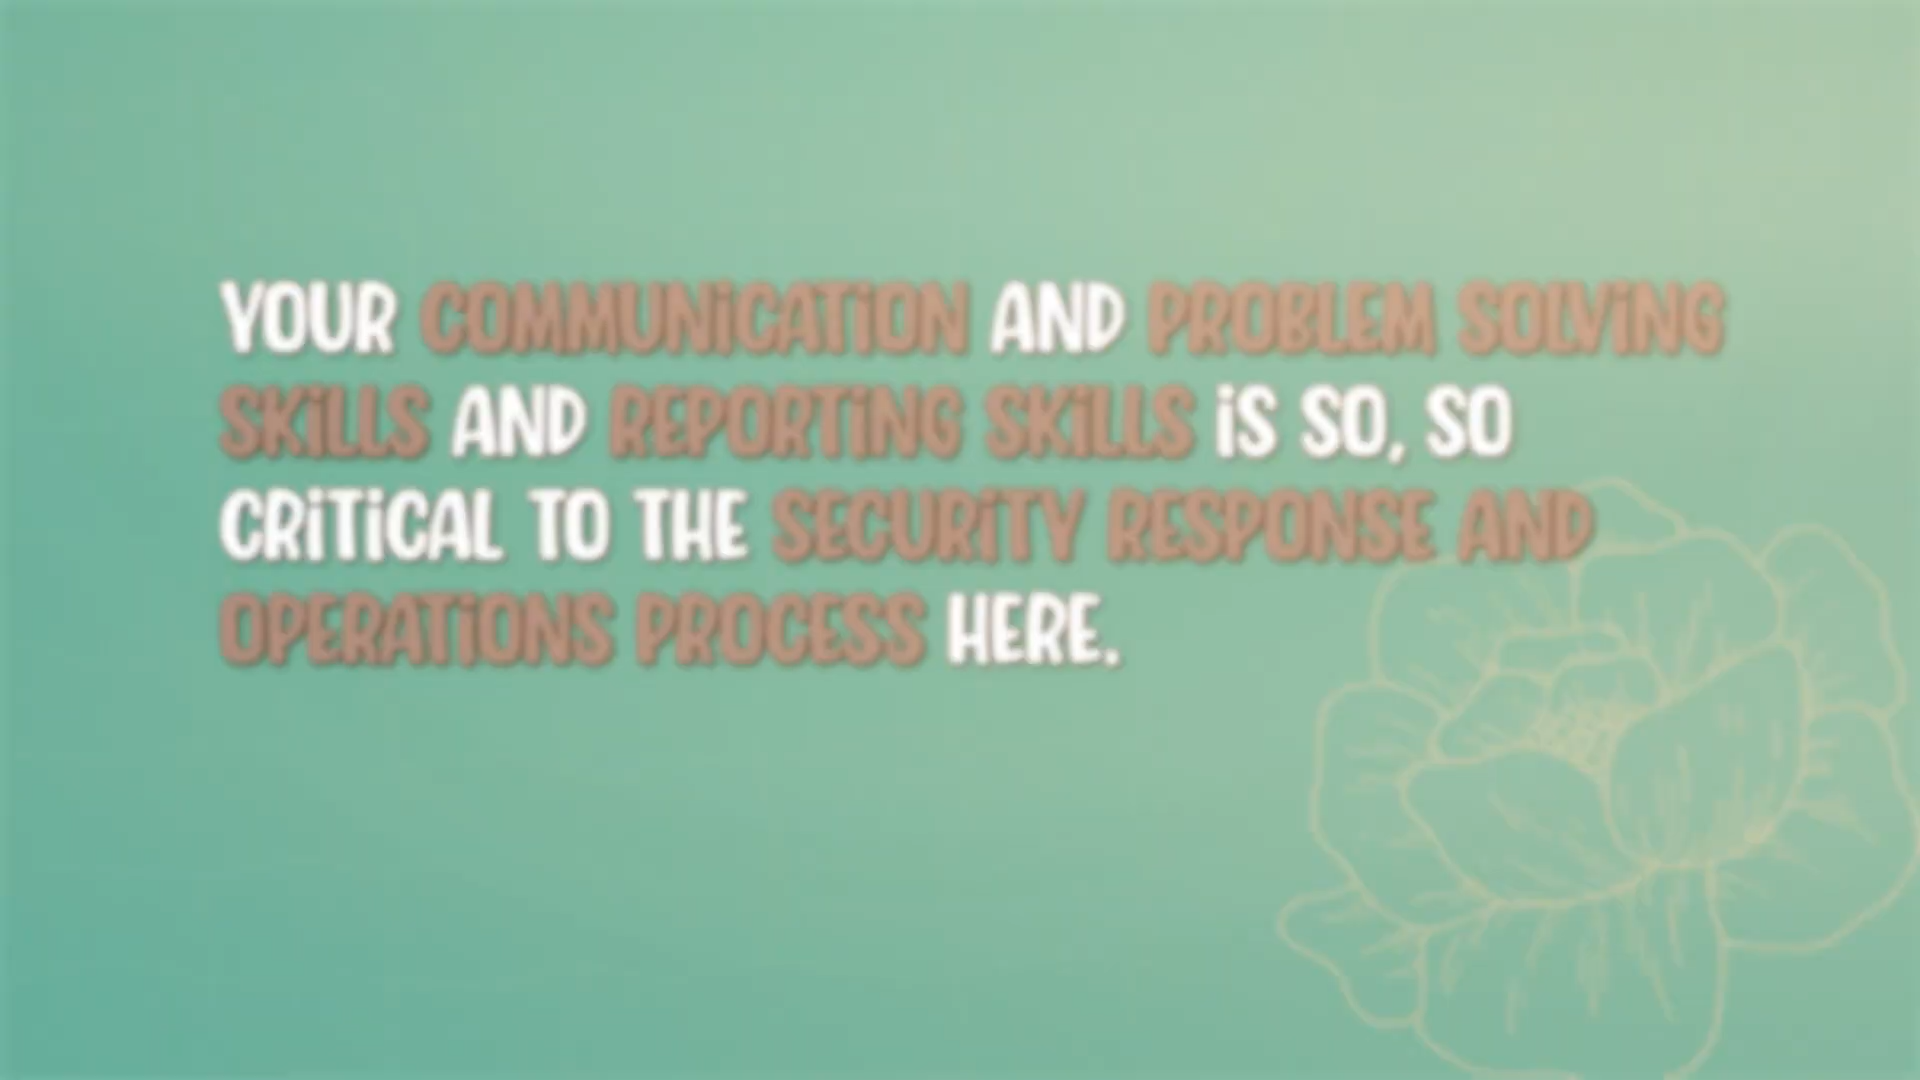 YOUR COMMUNiCATiON AND PROBLEM SOLViNG
SKiLLS AND REPORTiNG SKiLLS iS SO, SO
CRiTiCAL TO THE SECURiTY RESPONSE AND
OPERATiONS PROCESS HERE.